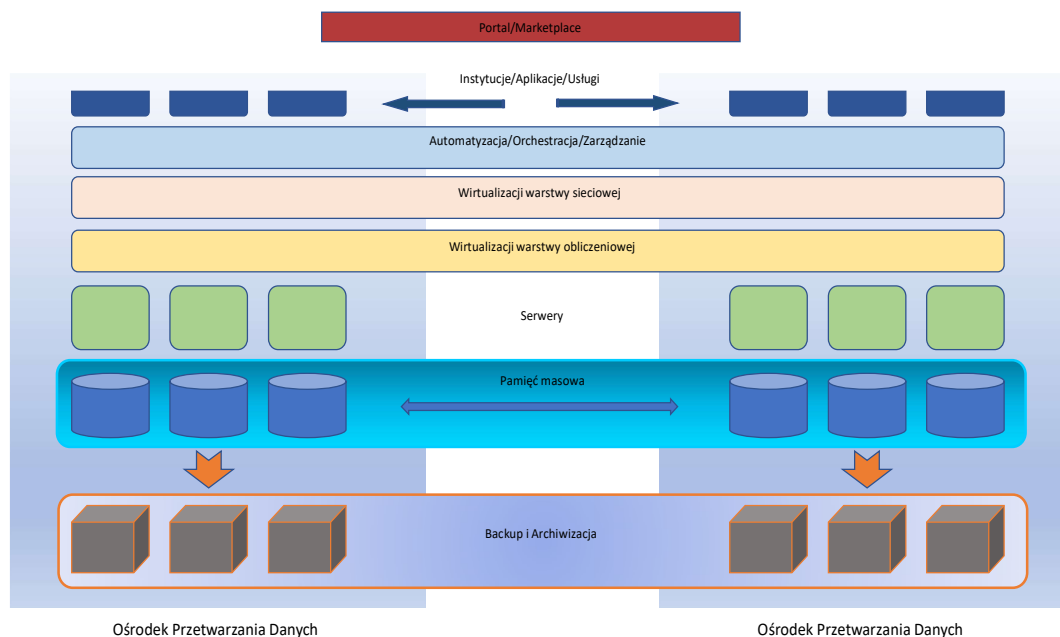 Portal/Marketplace
Instytucje/Aplikacje/Usługi
Automatyzacja/Orchestracja/Zarządzanie
Wirtualizacji warstwy sieciowej
Wirtualizacji warstwy obliczeniowej
Serwery
Pamięć masowa
Backup i Archiwizacja
Ośrodek Przetwarzania Danych
Ośrodek Przetwarzania Danych